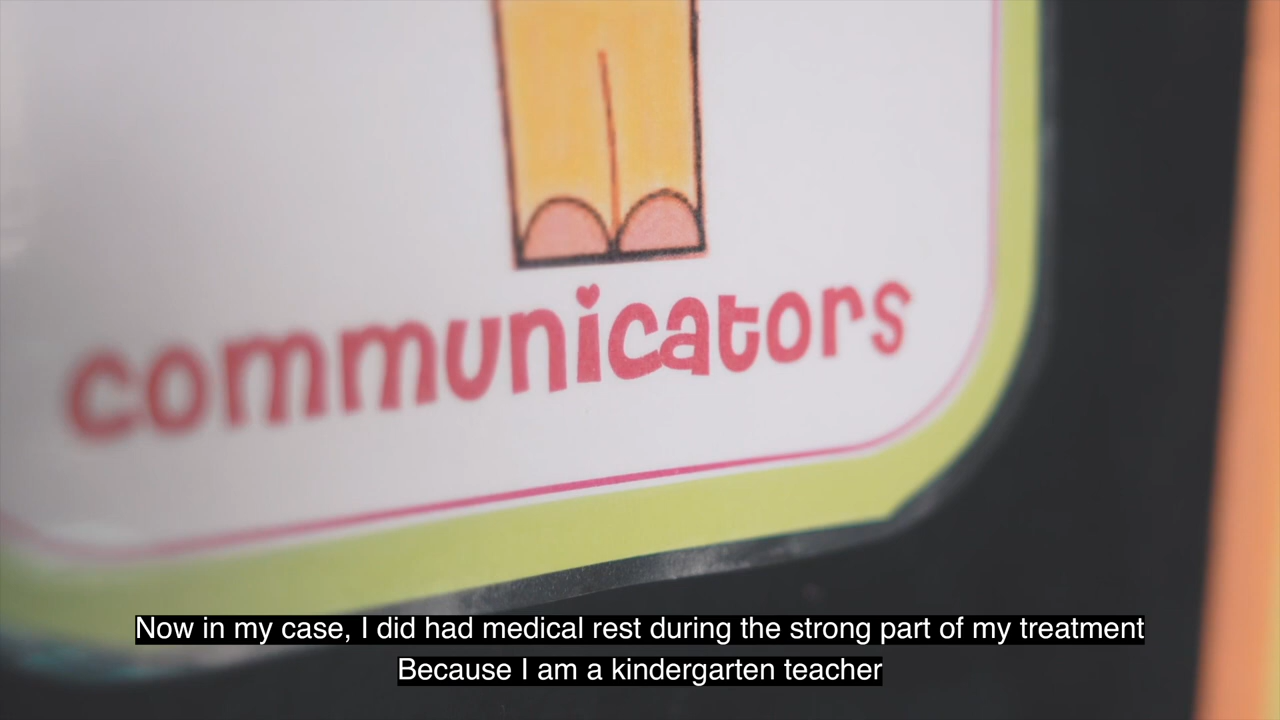 communicators
Now in my case, I did had medical rest during the strong part of my treatment
Because I am a kindergarten teacher